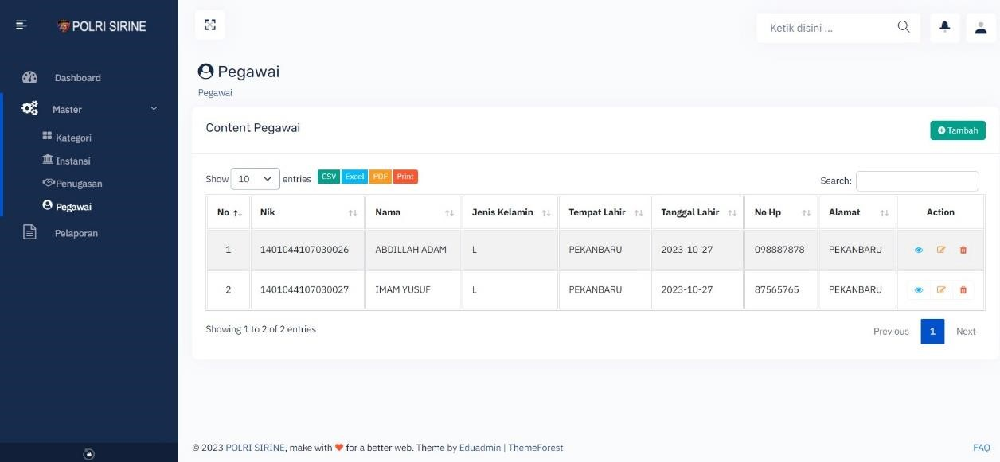 POLRI SIRINE
Ketik disini ...
Dashboard
Master
Kategori
Instansi
Penugasan
Pegawai
Pelaporan
Pegawai
Pegawai
Content Pegawai
Tambah
Show 10 entries CSV Excel PDF Print
Search:
No Nik Nama Jenis Kelamin Tempat Lahir Tanggal Lahir No Hp Alamat Action
1 1401044107030026 ABDILLAH ADAM L PEKANBARU 2023-10-27 098887878 PEKANBARU
2 1401044107030027 IMAM YUSUF L PEKANBARU 2023-10-27 87565765 PEKANBARU
Showing 1 to 2 of 2 entries
Previous 1 Next
© 2023 POLRI SIRINE, make with ❤ for a better web. Theme by Eduadmin | ThemeForest
FAQ